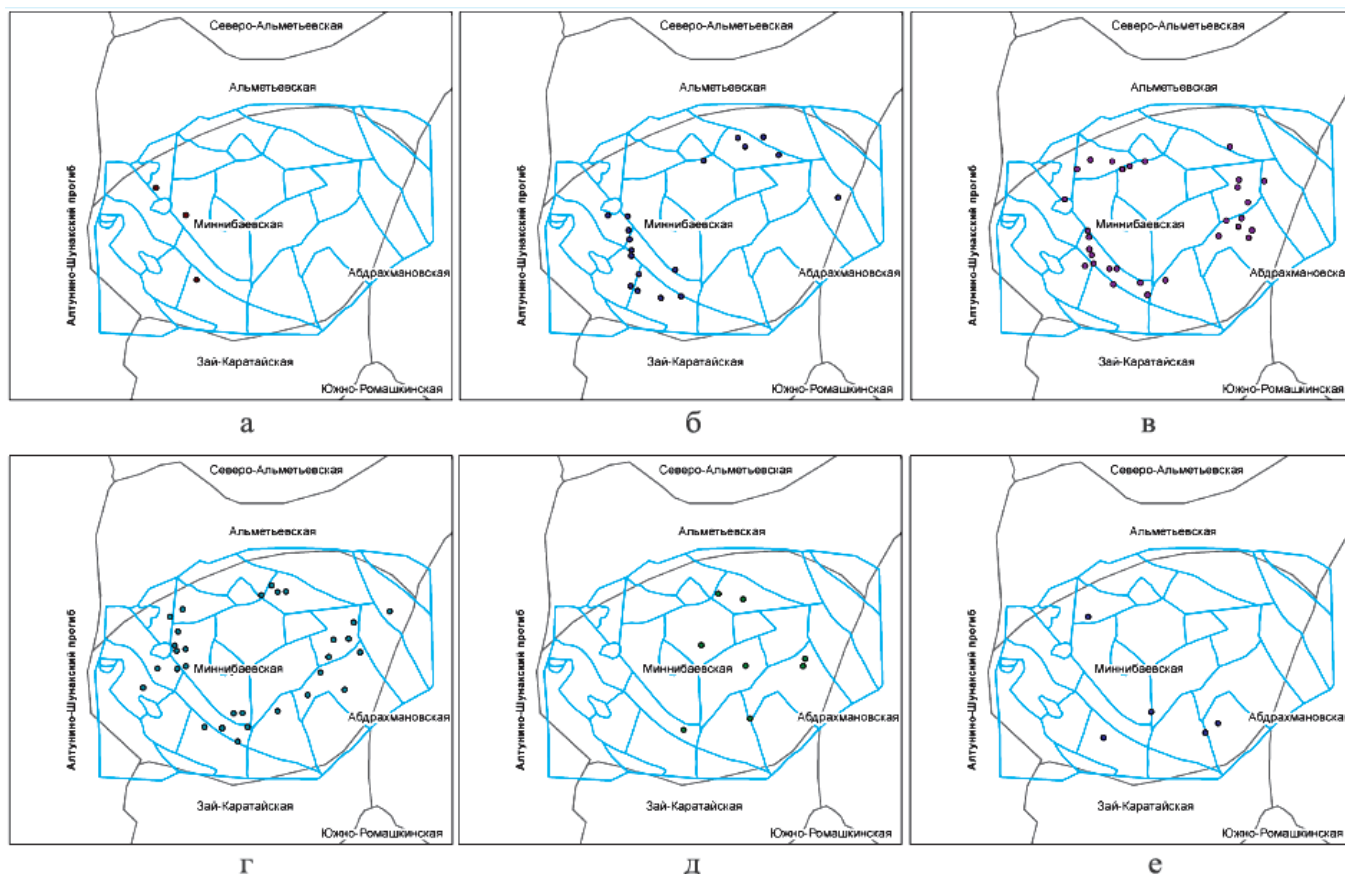 Северо-Альметьевская
Альметьевская
Алтунино-Шунакский прогиб
Миннибаевская
Абдрахмановская
Зай-Каратайская
Южно-Ромашкинская
а
Северо-Альметьевская
Альметьевская
Алтунино-Шунакский прогиб
Миннибаевская
Абдрахмановская
Зай-Каратайская
Южно-Ромашкинская
б
Северо-Альметьевская
Альметьевская
Алтунино-Шунакский прогиб
Миннибаевская
Абдрахмановская
Зай-Каратайская
Южно-Ромашкинская
в
Северо-Альметьевская
Альметьевская
Алтунино-Шунакский прогиб
Миннибаевская
Абдрахмановская
Зай-Каратайская
Южно-Ромашкинская
г
Северо-Альметьевская
Альметьевская
Алтунино-Шунакский прогиб
Миннибаевская
Абдрахмановская
Зай-Каратайская
Южно-Ромашкинская
д
Северо-Альметьевская
Альметьевская
Алтунино-Шунакский прогиб
Миннибаевская
Абдрахмановская
Зай-Каратайская
Южно-Ромашкинская
е